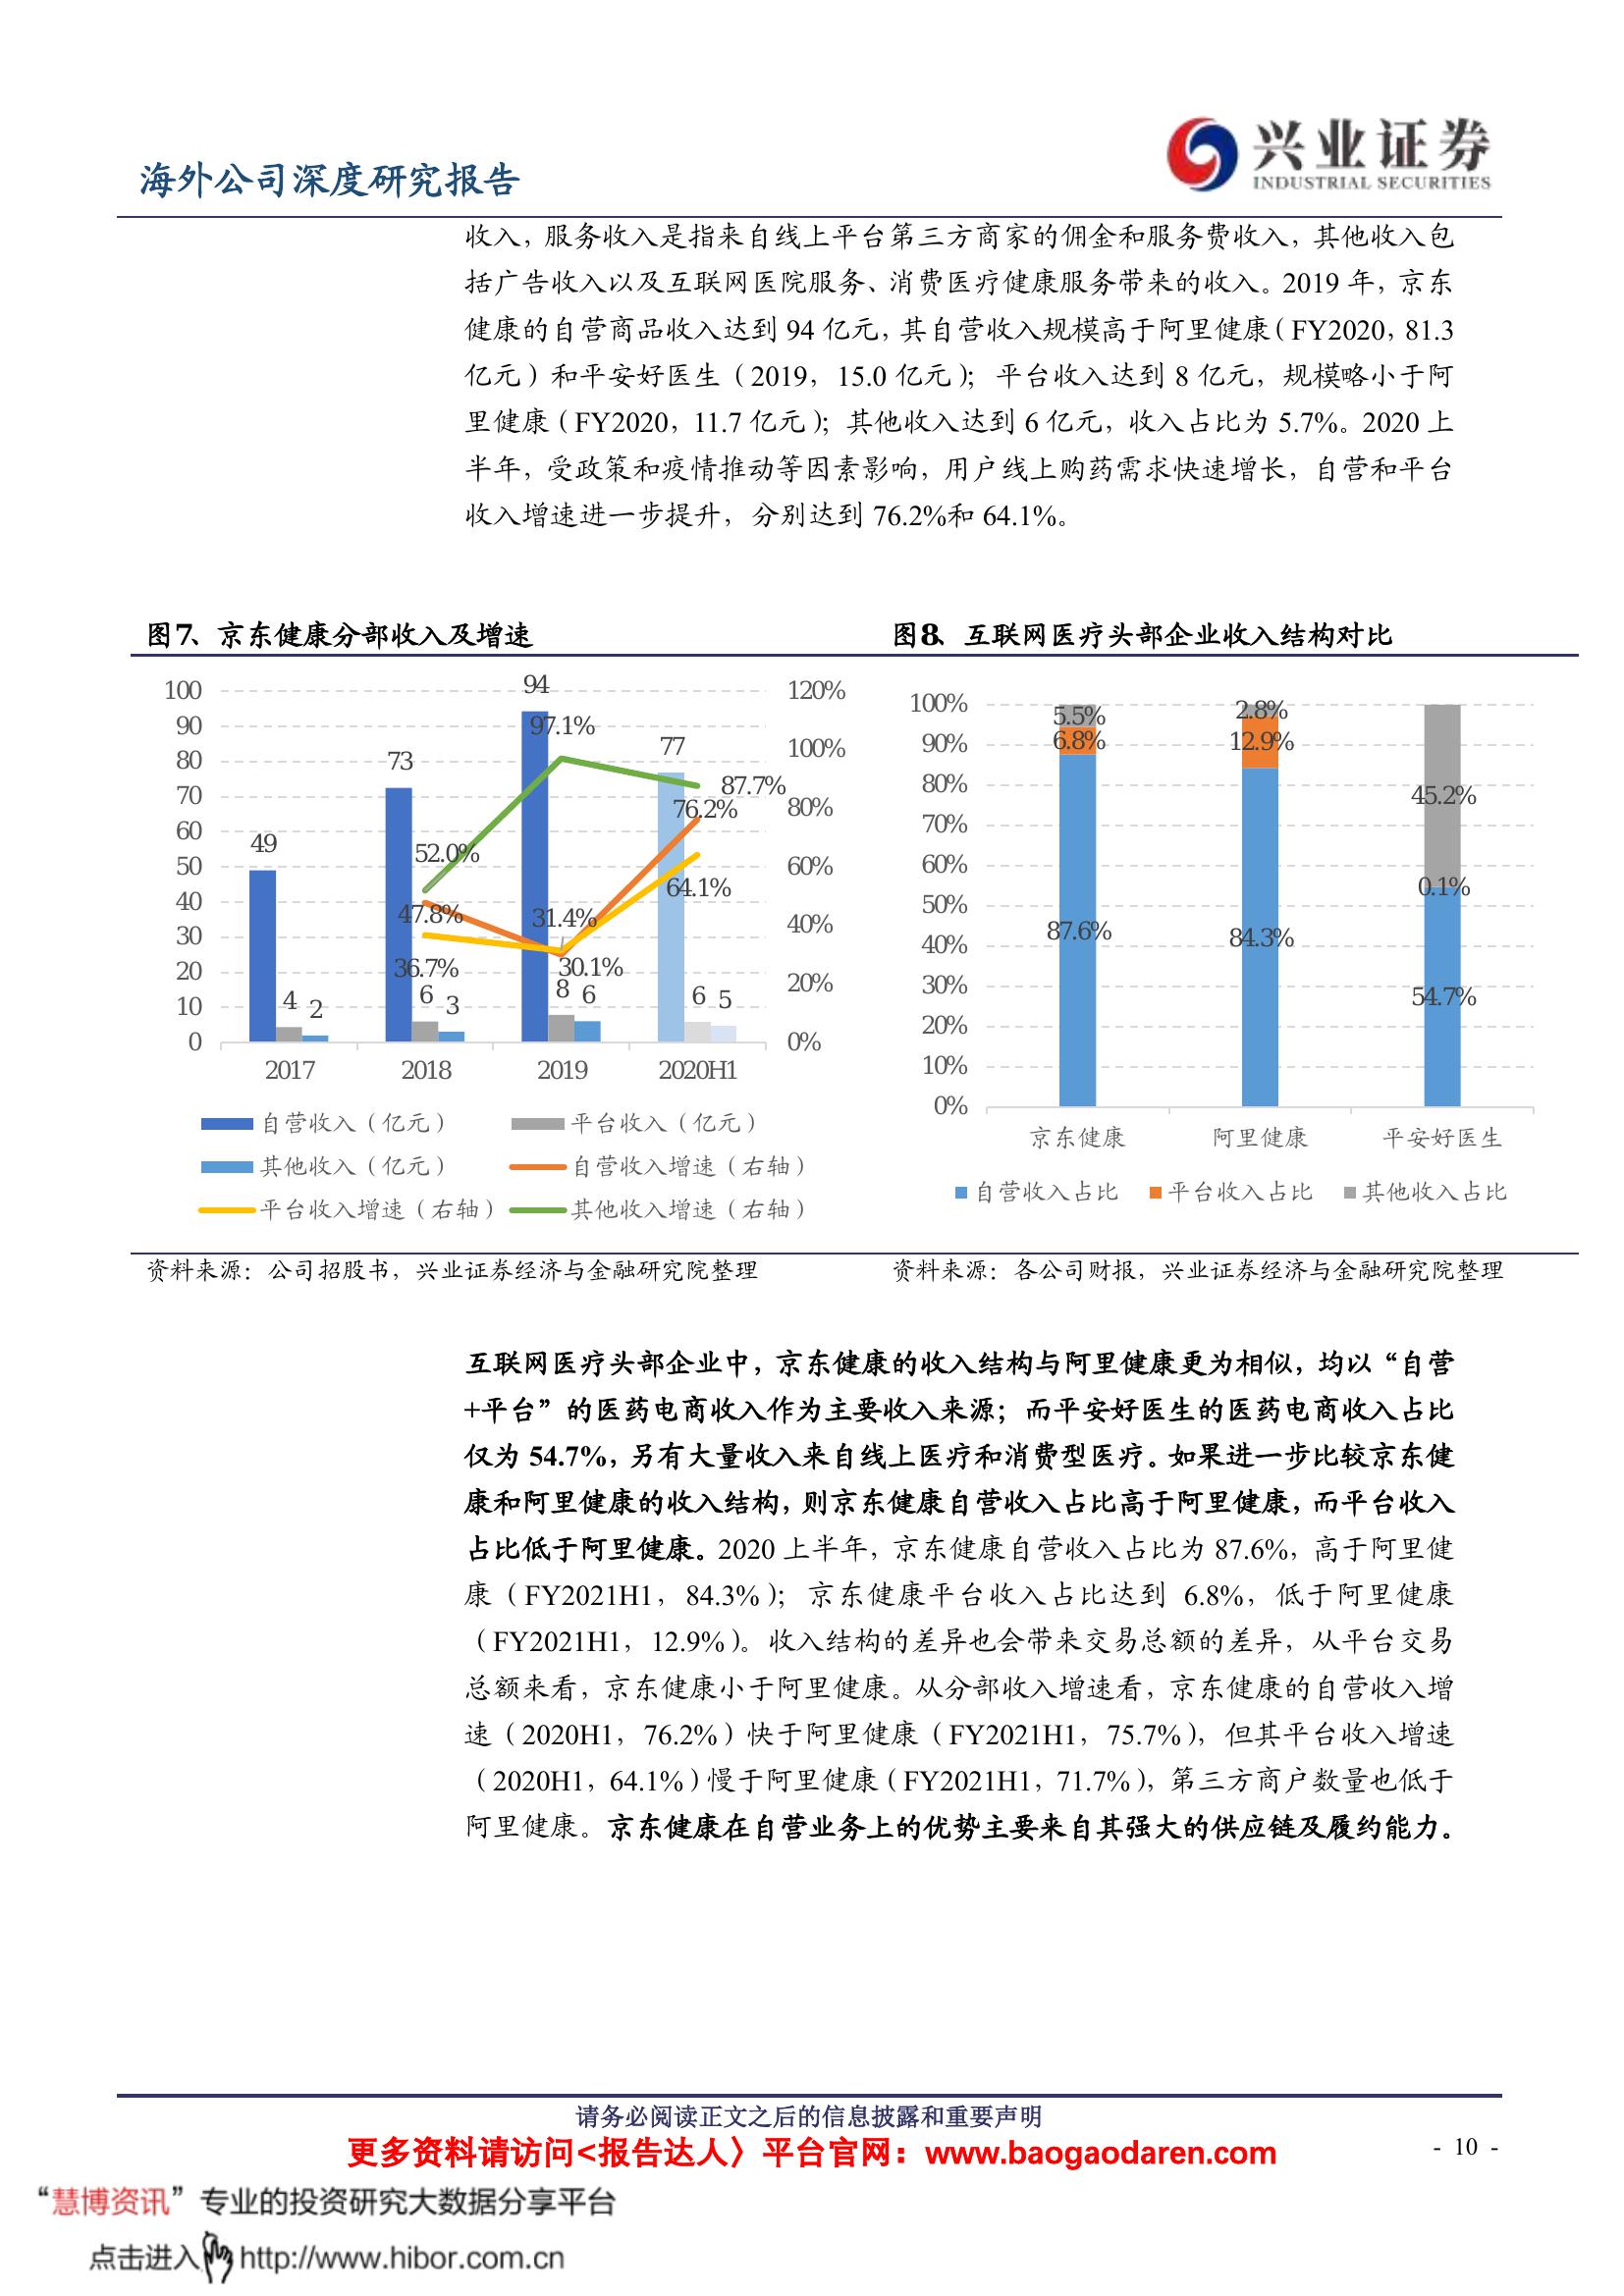 海外公司深度研究报告
兴业证券
INDUSTRIAL SECURITIES
收入，服务收入是指来自线上平台第三方商家的佣金和服务费收入，其他收入包
括广告收入以及互联网医院服务、消费医疗健康服务带来的收入。2019 年，京东
健康的自营商品收入达到 94 亿元，其自营收入规模高于阿里健康（FY2020，81.3
亿元）和平安好医生（2019，15.0 亿元）；平台收入达到 8 亿元，规模略小于阿
里健康（FY2020，11.7 亿元）；其他收入达到 6 亿元，收入占比为 5.7%。2020 上
半年，受政策和疫情推动等因素影响，用户线上购药需求快速增长，自营和平台
收入增速进一步提升，分别达到 76.2%和 64.1%。
图7、京东健康分部收入及增速
100
90
80
70
60
50
40
30
20
10
0
120%
100%
80%
60%
40%
20%
0%
49
4
2
73
52.0%
47.8%
36.7%
6
3
94
97.1%
31.4%
30.1%
8
6
77
87.7%
76.2%
64.1%
6
5
2017
2018
2019
2020H1
自营收入（亿元）
平台收入（亿元）
其他收入（亿元）
自营收入增速（右轴）
平台收入增速（右轴）
其他收入增速（右轴）
资料来源：公司招股书，兴业证券经济与金融研究院整理
图8、互联网医疗头部企业收入结构对比
100%
90%
80%
70%
60%
50%
40%
30%
20%
10%
0%
5.5%
6.8%
87.6%
2.8%
12.9%
84.3%
45.2%
0.1%
54.7%
京东健康
阿里健康
平安好医生
自营收入占比
平台收入占比
其他收入占比
资料来源：各公司财报，兴业证券经济与金融研究院整理
互联网医疗头部企业中，京东健康的收入结构与阿里健康更为相似，均以“自营
+平台”的医药电商收入作为主要收入来源；而平安好医生的医药电商收入占比
仅为 54.7%，另有大量收入来自线上医疗和消费型医疗。如果进一步比较京东健
康和阿里健康的收入结构，则京东健康自营收入占比高于阿里健康，而平台收入
占比低于阿里健康。2020 上半年，京东健康自营收入占比为 87.6%，高于阿里健
康（FY2021H1，84.3%）；京东健康平台收入占比达到 6.8%，低于阿里健康
（FY2021H1，12.9%）。收入结构的差异也会带来交易总额的差异，从平台交易
总额来看，京东健康小于阿里健康。从分部收入增速看，京东健康的自营收入增
速（2020H1，76.2%）快于阿里健康（FY2021H1，75.7%），但其平台收入增速
（2020H1，64.1%）慢于阿里健康（FY2021H1，71.7%），第三方商户数量也低于
阿里健康。京东健康在自营业务上的优势主要来自其强大的供应链及履约能力。
请务必阅读正文之后的信息披露和重要声明
更多资料请访问<报告达人〉平台官网：www.baogaodaren.com
- 10 -
“慧博资讯”专业的投资研究大数据分享平台
点击进入http://www.hibor.com.cn